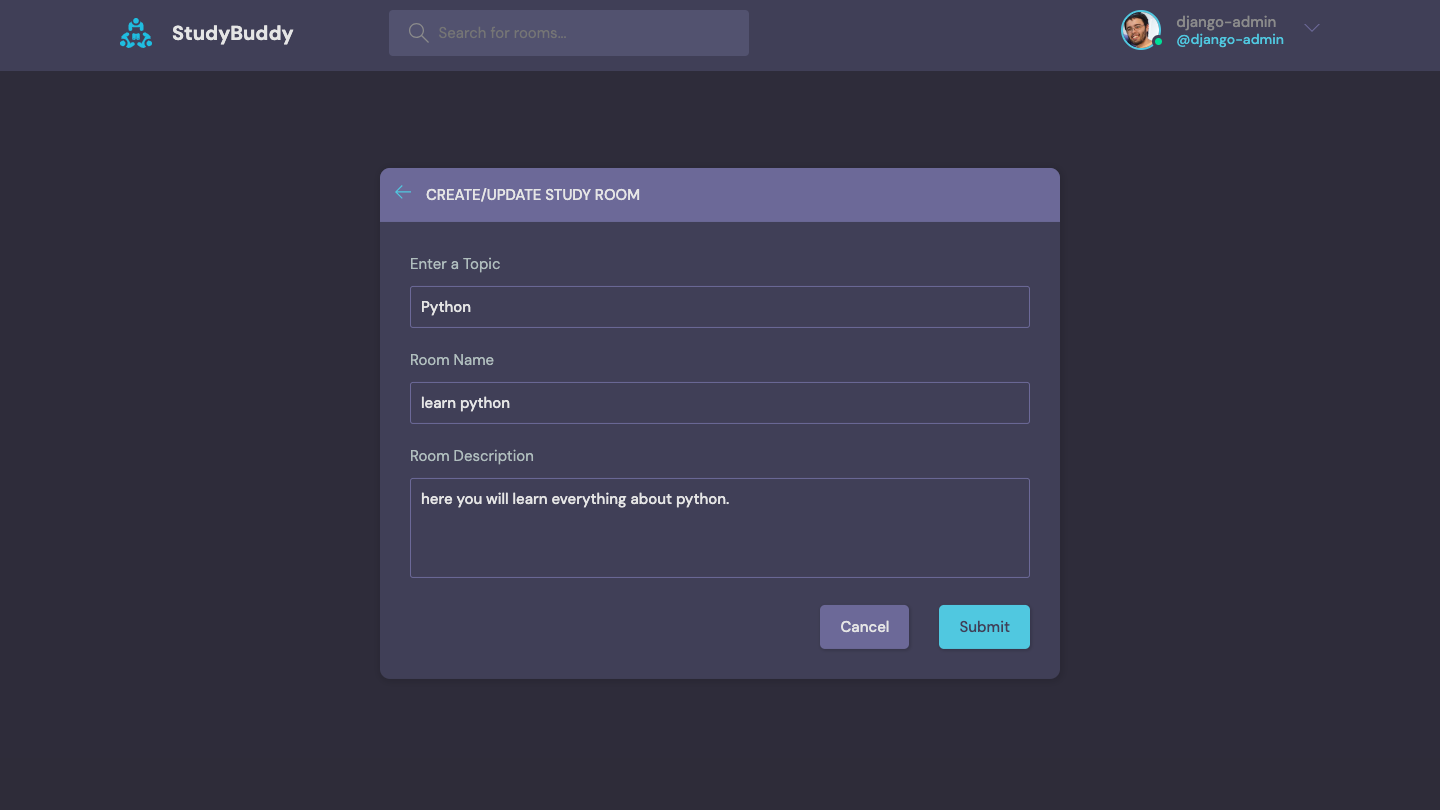 StudyBuddy
Search for rooms...
django-admin
@django-admin
CREATE/UPDATE STUDY ROOM
Enter a Topic
Python
Room Name
learn python
Room Description
here you will learn everything about python.
Cancel
Submit